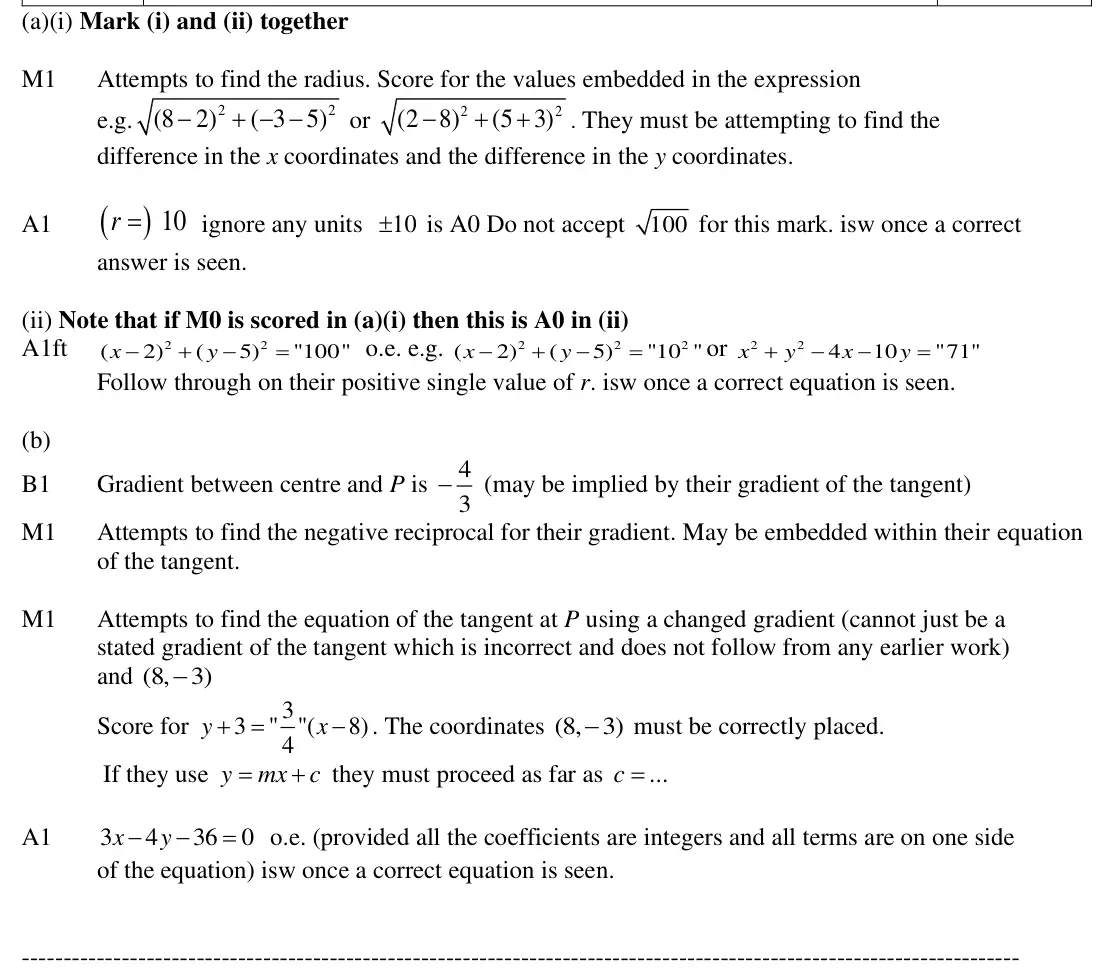 (a)(i) Mark (i) and (ii) together
M1 Attempts to find the radius. Score for the values embedded in the expression
e.g. √((8−2)² + (−3−5)²) or √((2−8)² + (5+3)²) . They must be attempting to find the
difference in the x coordinates and the difference in the y coordinates.
A1 (r =) 10 ignore any units ±10 is A0 Do not accept √100 for this mark. isw once a correct
answer is seen.
(ii) Note that if M0 is scored in (a)(i) then this is A0 in (ii)
A1ft (x−2)² + (y−5)² = "100" o.e. e.g. (x−2)² + (y−5)² = "10²" or x² + y² − 4x − 10y = "71"
Follow through on their positive single value of r. isw once a correct equation is seen.
(b)
B1 Gradient between centre and P is −4/3 (may be implied by their gradient of the tangent)
M1 Attempts to find the negative reciprocal for their gradient. May be embedded within their equation
of the tangent.
M1 Attempts to find the equation of the tangent at P using a changed gradient (cannot just be a
stated gradient of the tangent which is incorrect and does not follow from any earlier work)
and (8,−3)
Score for y+3 = "3/4"(x−8). The coordinates (8,−3) must be correctly placed.
If they use y = mx + c they must proceed as far as c = ...
A1 3x − 4y − 36 = 0 o.e. (provided all the coefficients are integers and all terms are on one side
of the equation) isw once a correct equation is seen.